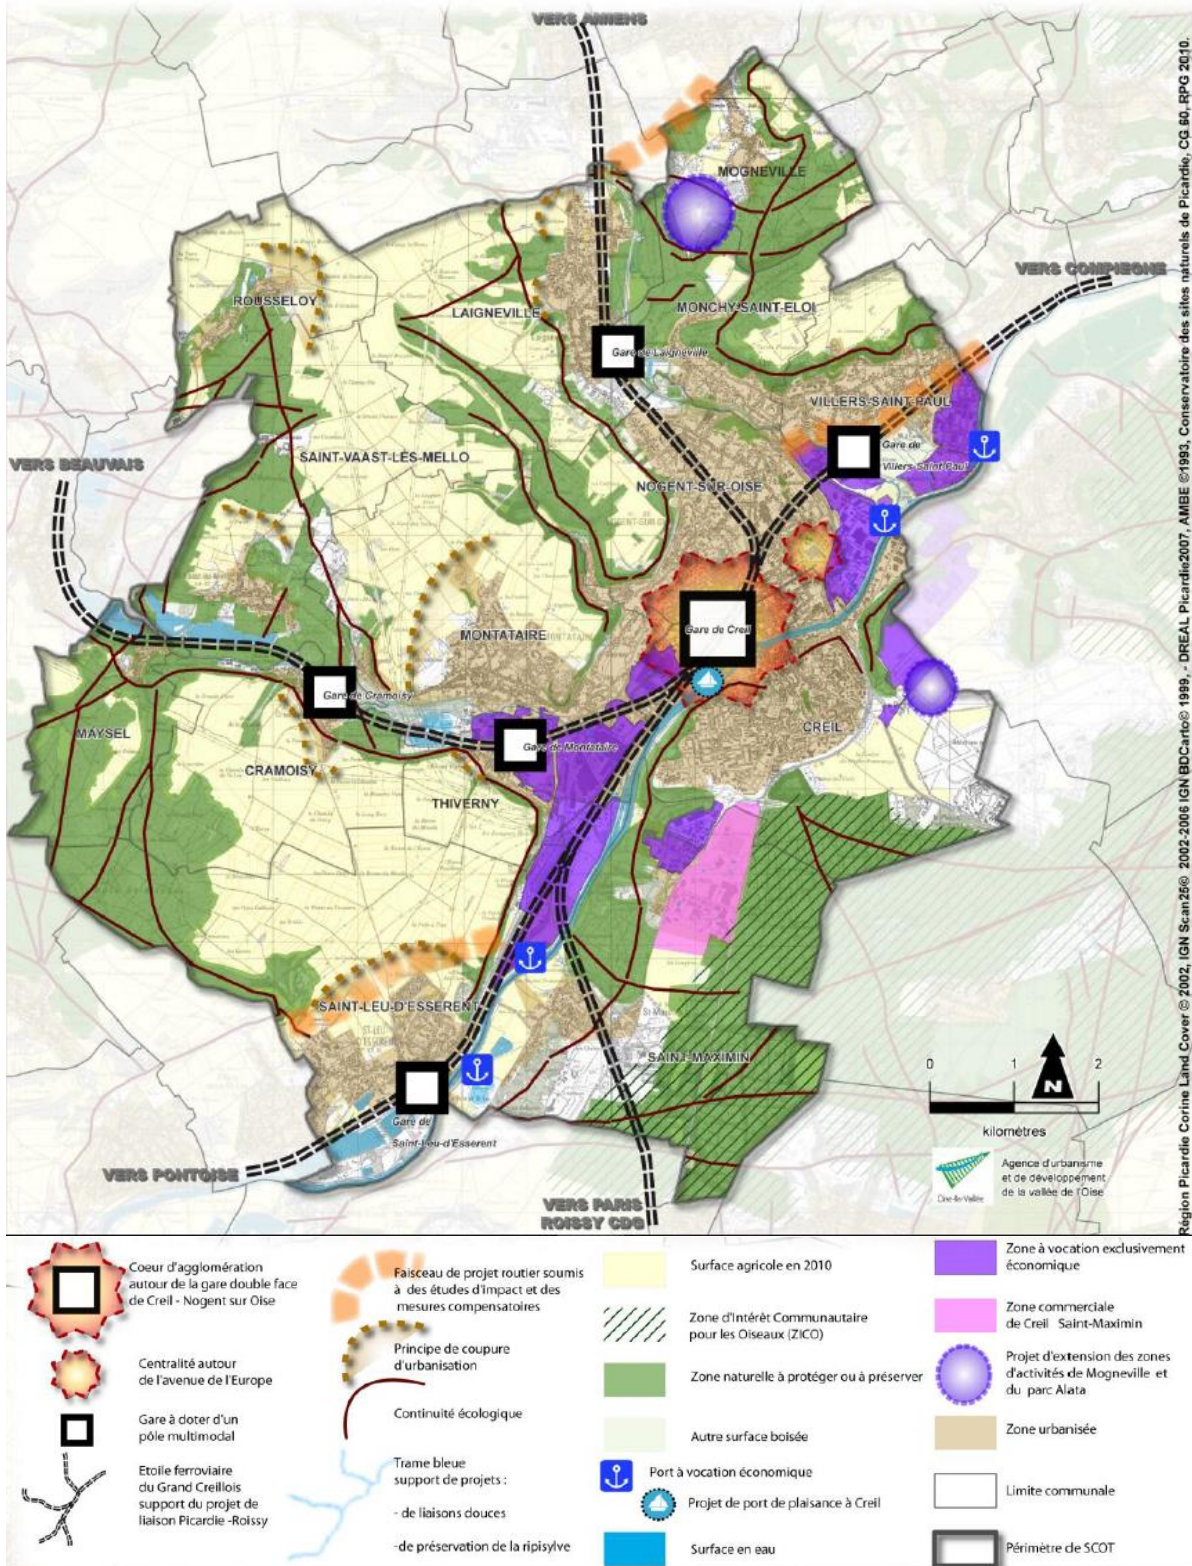 VERS AMIENS
MOGNEVILLE
VERS COMPIEGNE
ROUSSELOY
LAIGNEVILLE
MONCHY-SAINT-ELOI
Gare de Laigneville
VILLERS-SAINT-PAUL
VERS BEAUVAIS
SAINT-VAAST-LÈS-MELLO
Gare de
Villers-Saint-Paul
NOGENT-SUR-OISE
MONTATAIRE
Gare de Creil
Gare de Cramoisy
MAYSEL
CREIL
Gare de Montataire
CRAMOISY
THIVERNY
SAINT-LEU-D'ESSERENT
SAINT-MAXIMIN
Gare de
Saint-Leu-d'Esserent
VERS PONTOISE
VERS PARIS
ROISSY CDG
0 1 2
N
kilomètres
Oise-la-Vallée
Agence d'urbanisme
et de développement
de la vallée de l'Oise
Région Picardie Corine Land Cover © 2002, IGN Scan25© 2002-2006 IGN BDCarto© 1999, - DREAL Picardie2007, AMBE ©1993, Conservatoire des sites naturels de Picardie, CG 60, RPG 2010.
Coeur d'agglomération
autour de la gare double face
de Creil - Nogent sur Oise
Centralité autour
de l'avenue de l'Europe
Gare à doter d'un
pôle multimodal
Etoile ferroviaire
du Grand Creillois
support du projet de
liaison Picardie -Roissy
Faisceau de projet routier soumis
à des études d'impact et des
mesures compensatoires
Principe de coupure
d'urbanisation
Continuité écologique
Trame bleue
support de projets :
- de liaisons douces
-de préservation de la ripisylve
Surface agricole en 2010
Zone d'Intérêt Communautaire
pour les Oiseaux (ZICO)
Zone naturelle à protéger ou à préserver
Autre surface boisée
Port à vocation économique
Projet de port de plaisance à Creil
Surface en eau
Zone à vocation exclusivement
économique
Zone commerciale
de Creil Saint-Maximin
Projet d'extension des zones
d'activités de Mogneville et
du parc Alata
Zone urbanisée
Limite communale
Périmètre de SCOT